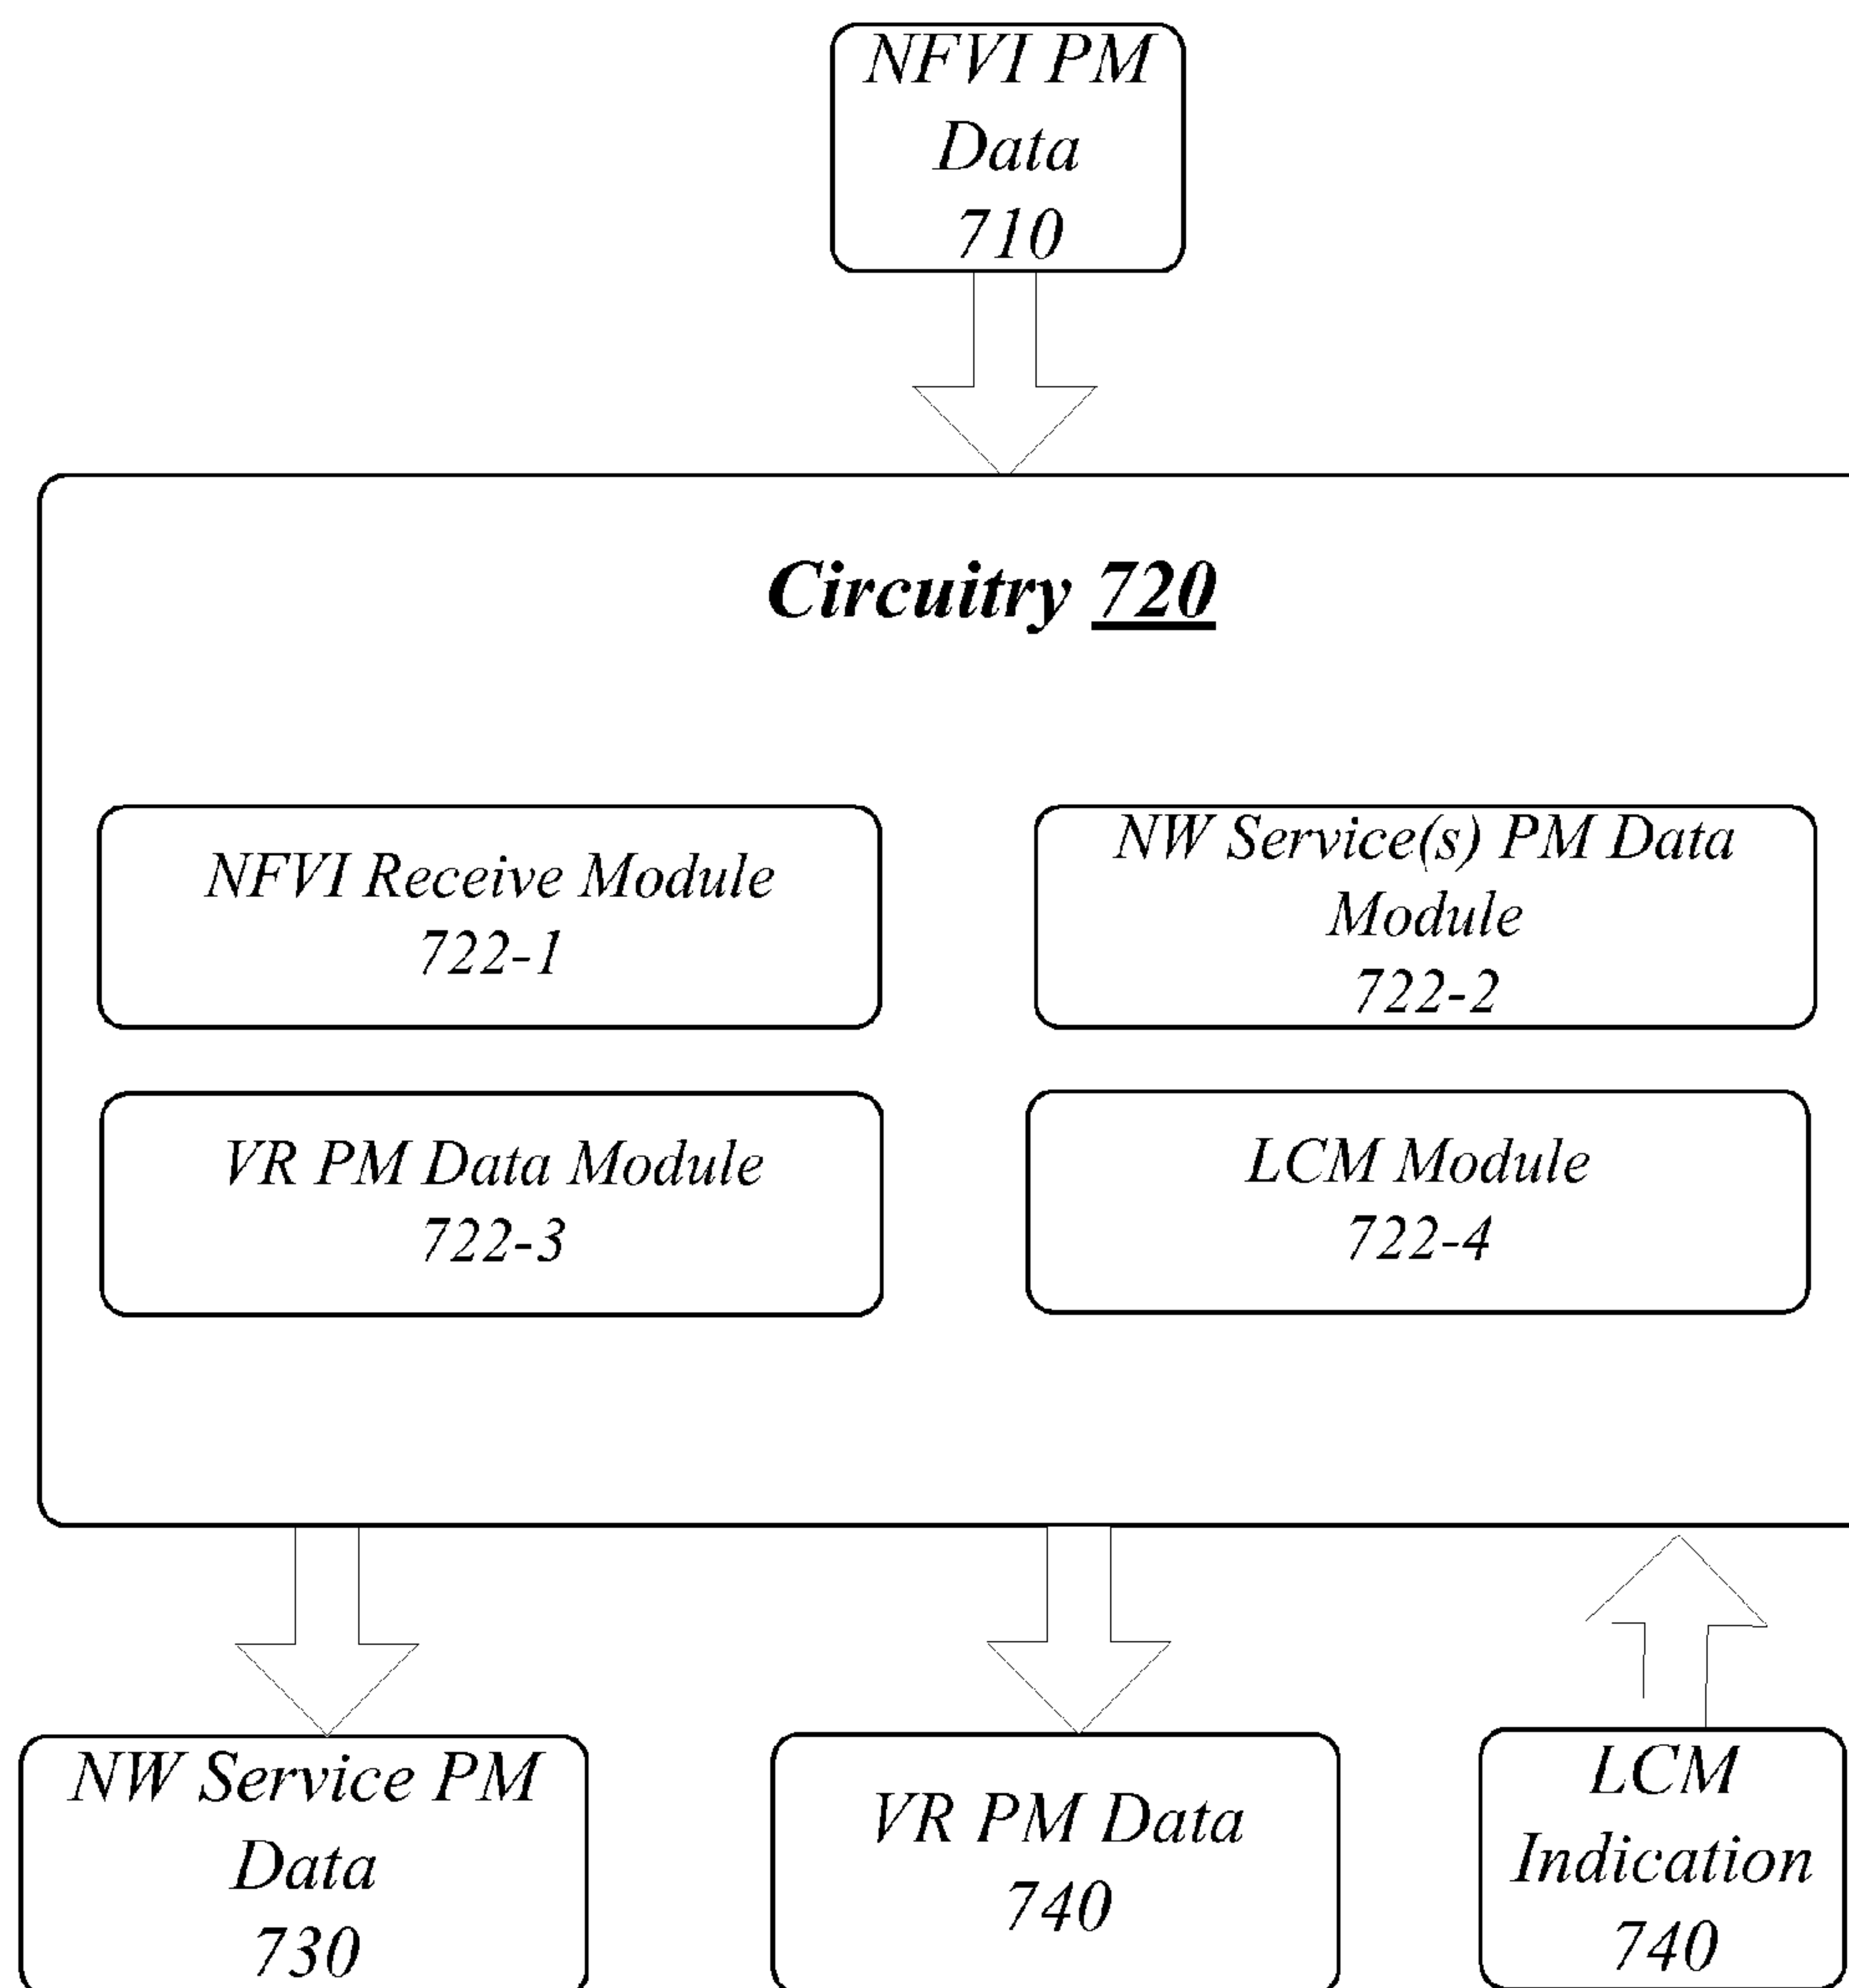 NFVI PM
Data
710
Circuitry 720
NFVI Receive Module
722-1
NW Service(s) PM Data
Module
722-2
VR PM Data Module
722-3
LCM Module
722-4
NW Service PM
Data
730
VR PM Data
740
LCM
Indication
740